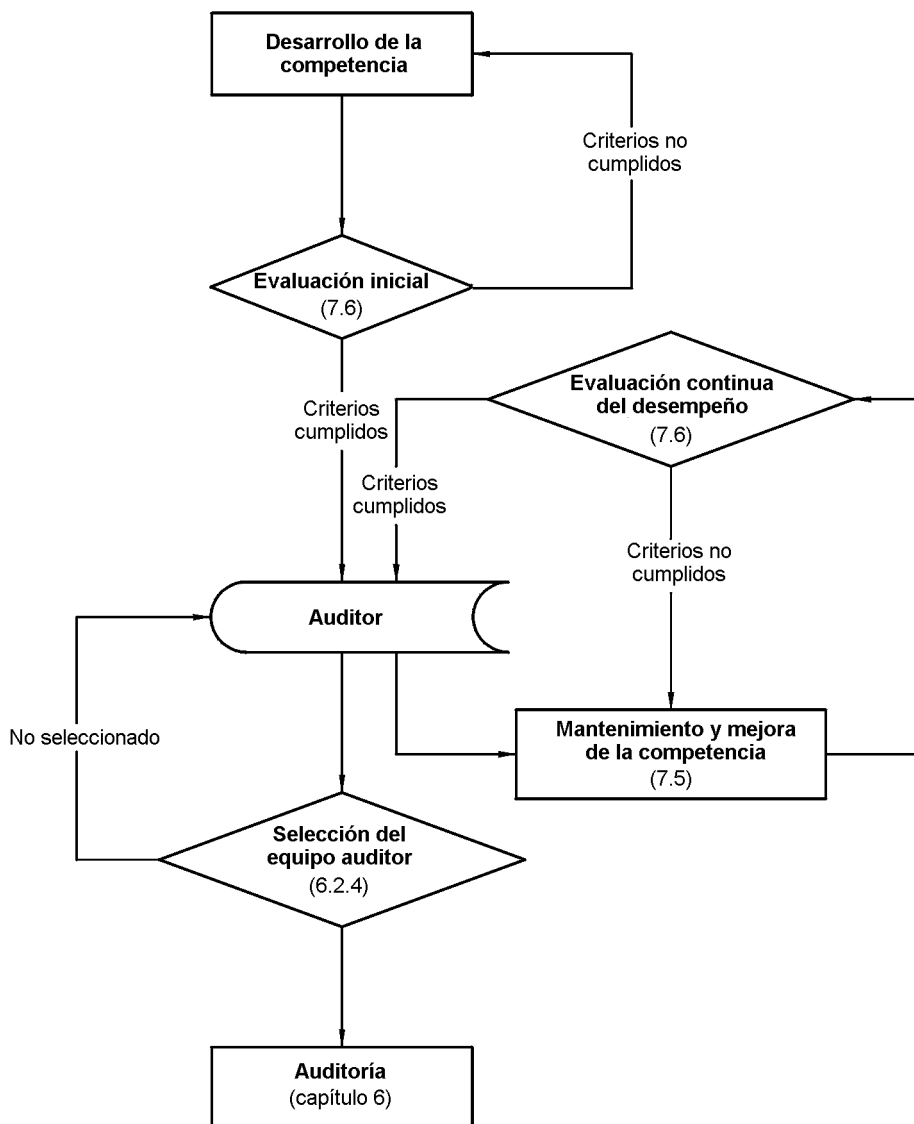 Desarrollo de la
competencia
Criterios no
cumplidos
Evaluación inicial
(7.6)
Evaluación continua
del desempeño
(7.6)
Criterios
cumplidos
Criterios
cumplidos
Criterios no
cumplidos
Auditor
No seleccionado
Mantenimiento y mejora
de la competencia
(7.5)
Selección del
equipo auditor
(6.2.4)
Auditoría
(capítulo 6)